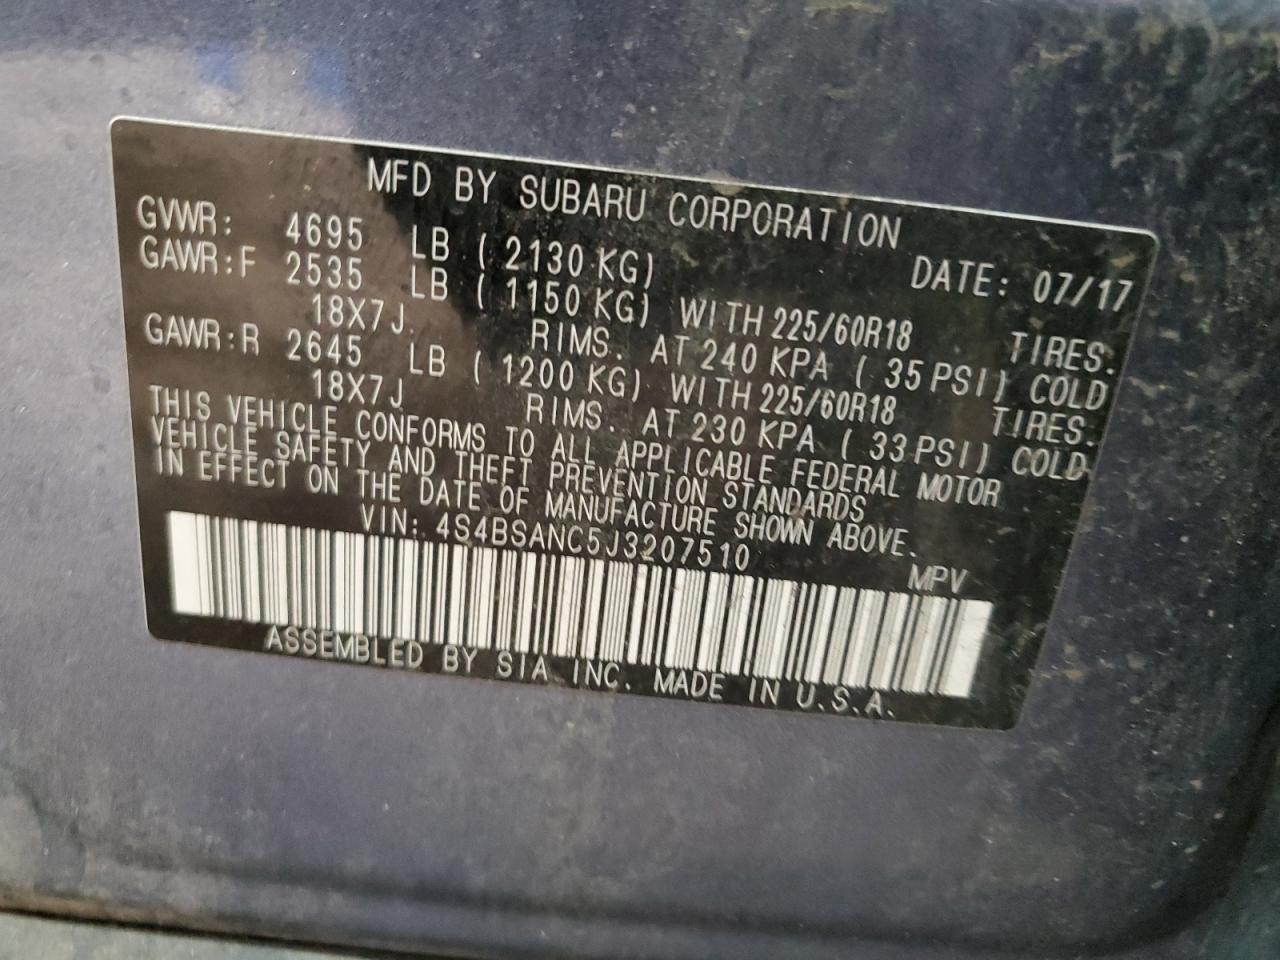 MFD BY SUBARU CORPORATION
GVWR: 4695 LB ( 2130 KG) DATE: 07/17
GAWR:F 2535 LB ( 1150 KG) WITH 225/60R18 TIRES.
18X7J RIMS. AT 240 KPA ( 35 PSI) COLD
GAWR:R 2645 LB ( 1200 KG) WITH 225/60R18 TIRES.
18X7J RIMS. AT 230 KPA ( 33 PSI) COLD
THIS VEHICLE CONFORMS TO ALL APPLICABLE FEDERAL MOTOR
VEHICLE SAFETY AND THEFT PREVENTION STANDARDS
IN EFFECT ON THE DATE OF MANUFACTURE SHOWN ABOVE.
VIN: 4S4BSANC5J3207510 MPV
ASSEMBLED BY SIA INC. MADE IN U.S.A.